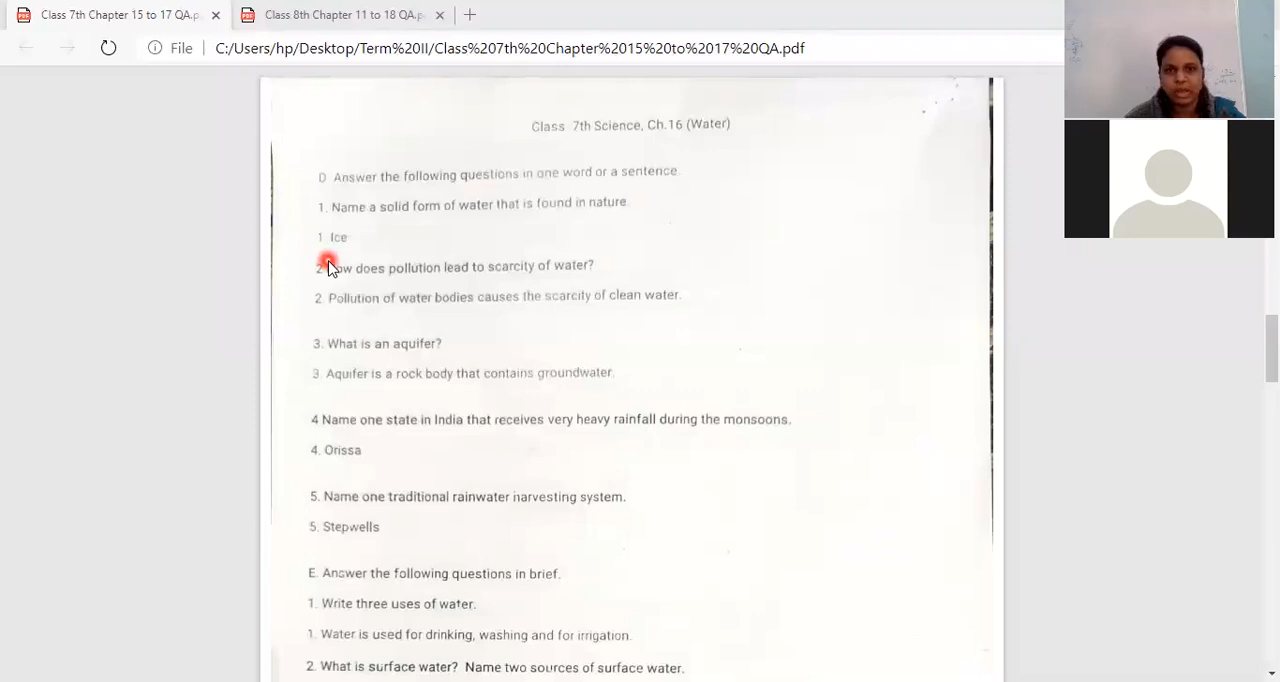 Class 7th Chapter 15 to 17 QA.p
Class 8th Chapter 11 to 18 QA.p
File
C:/Users/hp/Desktop/Term%20II/Class%207th%20Chapter%2015%20to%2017%20QA.pdf
Class 7th Science, Ch.16 (Water)
D Answer the following questions in one word or a sentence.
1. Name a solid form of water that is found in nature
1 Ice
2 How does pollution lead to scarcity of water?
2. Pollution of water bodies causes the scarcity of clean water.
3. What is an aquifer?
3. Aquifer is a rock body that contains groundwater.
4 Name one state in India that receives very heavy rainfall during the monsoons.
4. Orissa
5. Name one traditional rainwater harvesting system.
5. Stepwells
E. Answer the following questions in brief.
1. Write three uses of water.
1. Water is used for drinking, washing and for irrigation.
2. What is surface water? Name two sources of surface water.